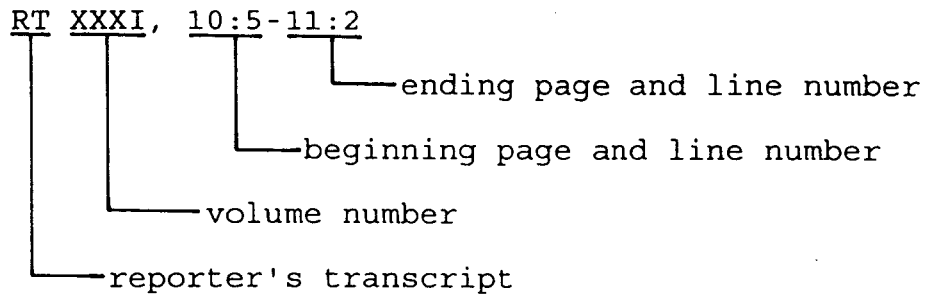 RT XXXI, 10:5-11:2
ending page and line number
beginning page and line number
volume number
reporter's transcript